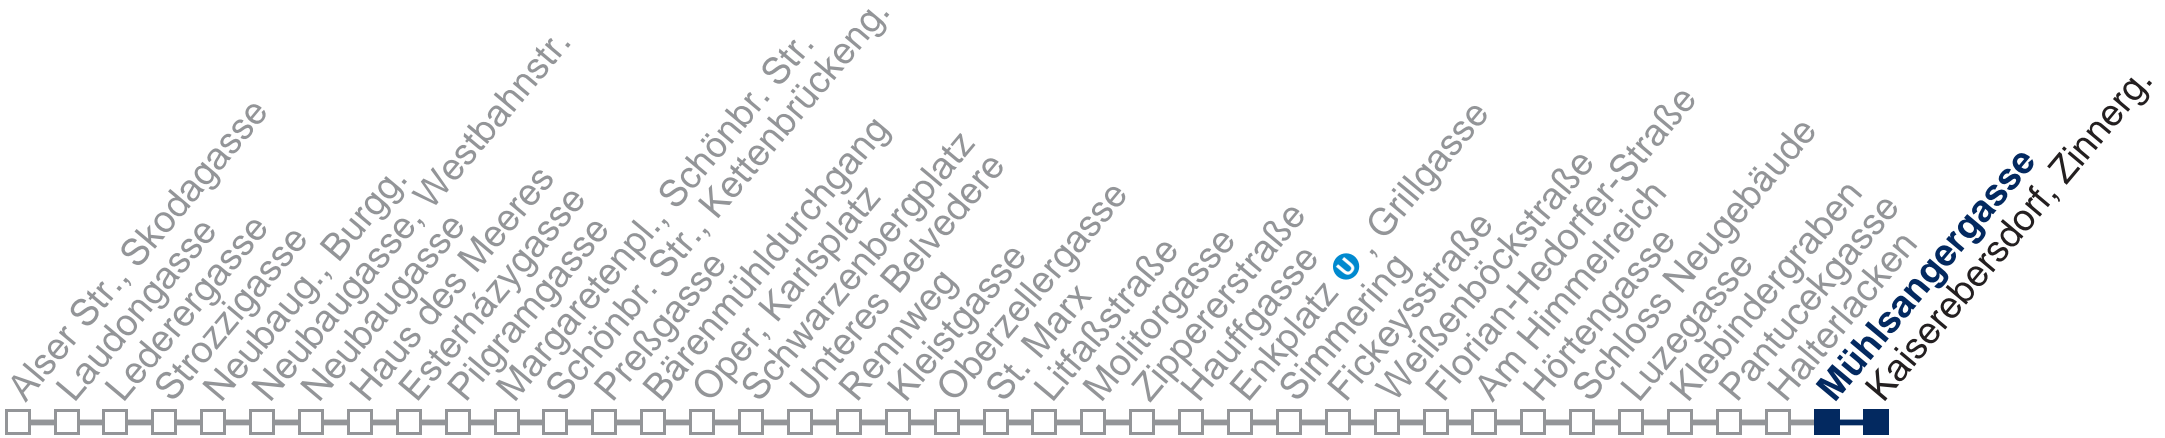 Alser Str., Skodagasse
Laudongasse
Lederergasse
Strozzigasse
Neubaug., Burgg.
Neubaugasse, Westbahnstr.
Neubaugasse
Haus des Meeres
Esterházygasse
Pilgramgasse
Margaretenpl., Schönbr. Str.
Schönbr. Str., Kettenbrückeng.
Preßgasse
Bärenmühldurchgang
Oper, Karlsplatz
Schwarzenbergplatz
Unteres Belvedere
Rennweg
Kleistgasse
Oberzellergasse
St. Marx
Litfaßstraße
Molitorgasse
Zippererstraße
Hauffgasse
Enkplatz U , Grillgasse
Simmering
Fickeysstraße
Weißenböckstraße
Florian-Hedorfer-Straße
Am Himmelreich
Hörtengasse
Schloss Neugebäude
Luzegasse
Klebindergraben
Pantucekgasse
Halterlacken
Mühlsangergasse
Kaiserebersdorf, Zinnerg.